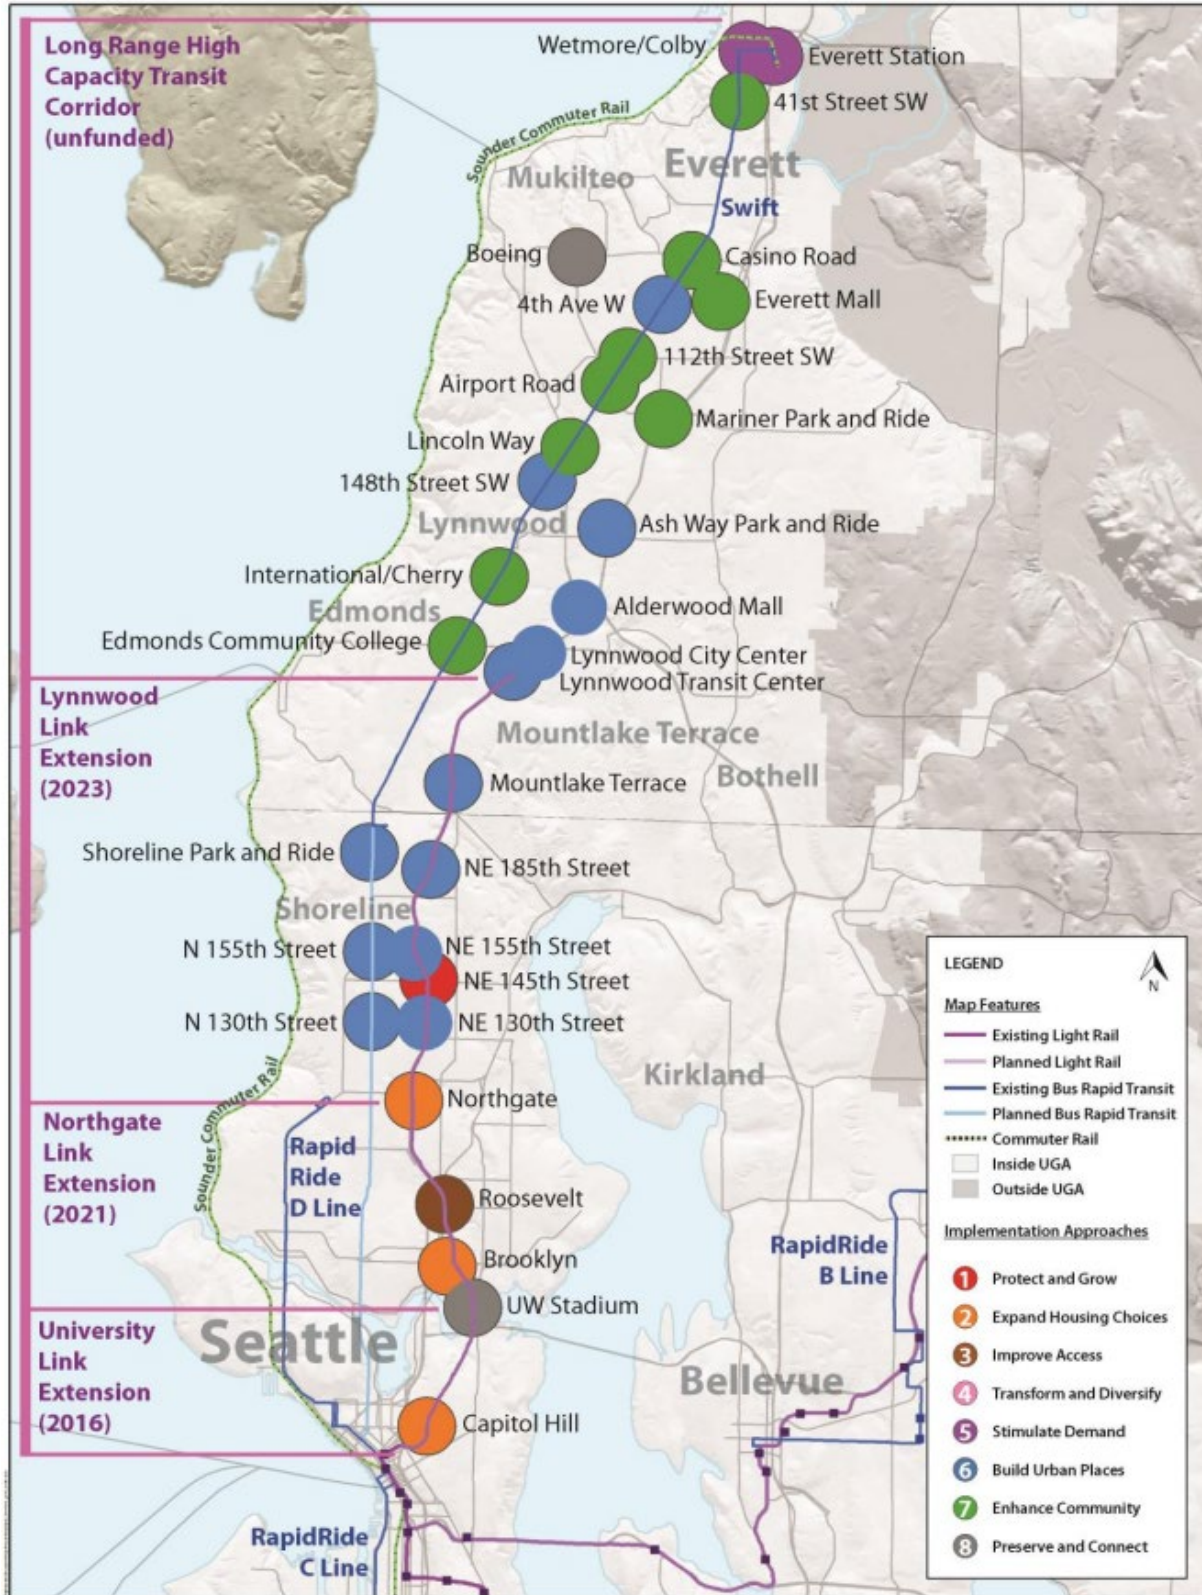 Long Range High
Capacity Transit
Corridor
(unfunded)
Wetmore/Colby
Everett Station
41st Street SW
Sounder Commuter Rail
Everett
Mukilteo
Swift
Boeing
Casino Road
4th Ave W
Everett Mall
112th Street SW
Airport Road
Mariner Park and Ride
Lincoln Way
148th Street SW
Lynnwood
Ash Way Park and Ride
International/Cherry
Edmonds
Alderwood Mall
Edmonds Community College
Lynnwood City Center
Lynnwood Transit Center
Lynnwood
Link
Extension
(2023)
Mountlake Terrace
Bothell
Mountlake Terrace
Shoreline Park and Ride
NE 185th Street
Shoreline
N 155th Street
NE 155th Street
NE 145th Street
N 130th Street
NE 130th Street
Kirkland
Sounder Commuter Rail
Northgate
Northgate
Link
Extension
(2021)
Rapid
Ride
D Line
Roosevelt
Brooklyn
RapidRide
B Line
UW Stadium
University
Link
Extension
(2016)
Seattle
Bellevue
Capitol Hill
RapidRide
C Line
LEGEND
N
Map Features
Existing Light Rail
Planned Light Rail
Existing Bus Rapid Transit
Planned Bus Rapid Transit
Commuter Rail
Inside UGA
Outside UGA
Implementation Approaches
1 Protect and Grow
2 Expand Housing Choices
3 Improve Access
4 Transform and Diversify
5 Stimulate Demand
6 Build Urban Places
7 Enhance Community
8 Preserve and Connect